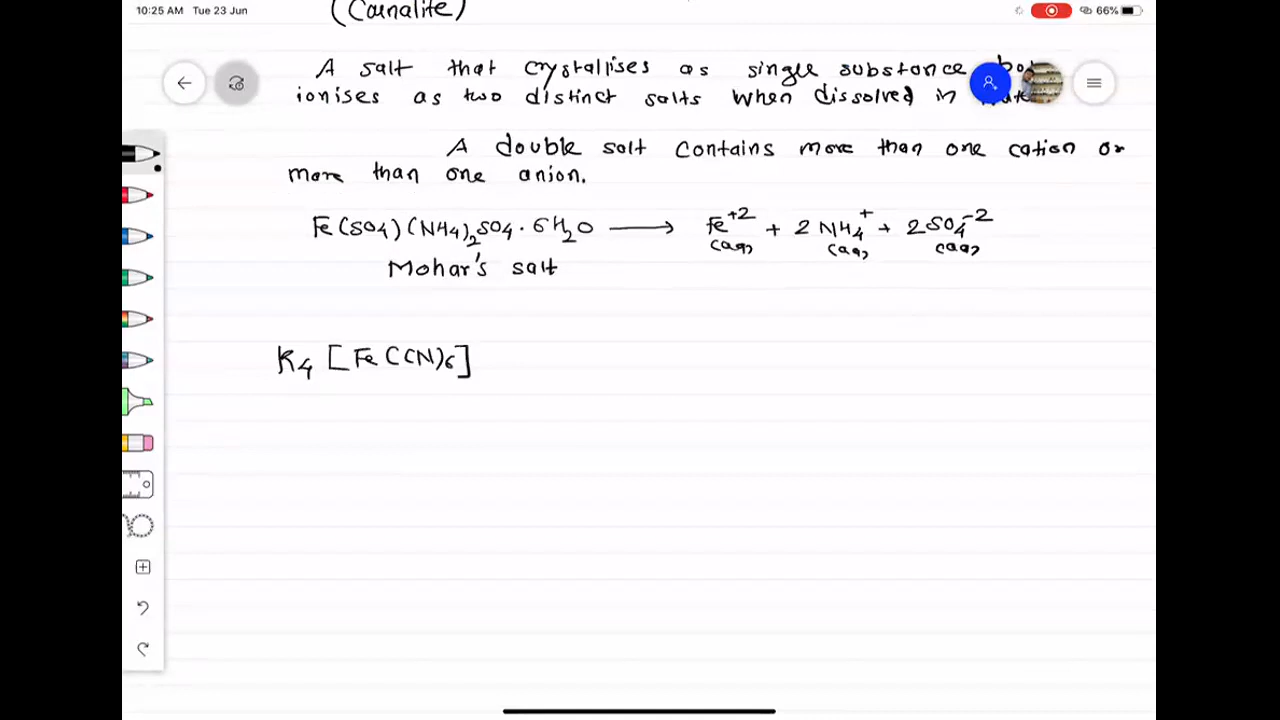 10:25 AM Tue 23 Jun 66%
(Carnalite)
A salt that crystallises as single substance
ionises as two distinct salts when dissolved in
A double salt contains more than one cation or
more than one anion.
Fe(SO4)(NH4)2SO4·6H2O ⟶ Fe+2(aq) + 2NH4+(aq) + 2SO4-2(aq)
Mohar's salt
K4[Fe(CN)6]